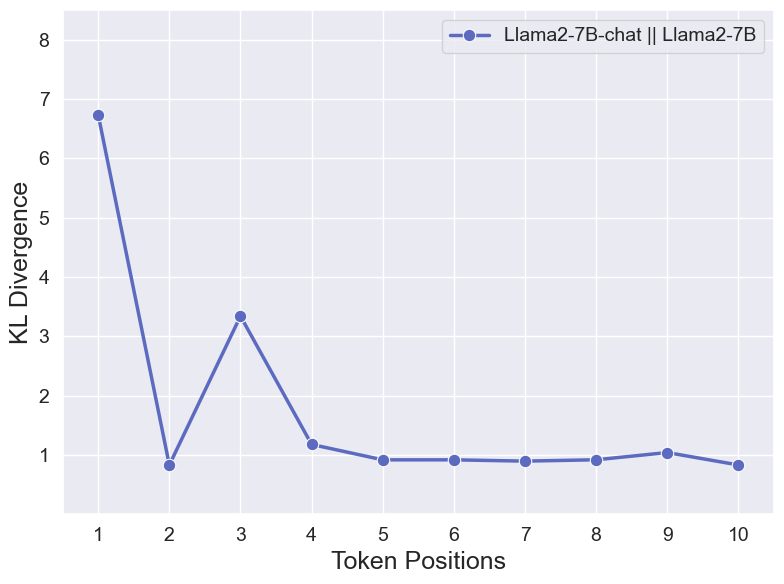 Llama2-7B-chat || Llama2-7B
8
7
6
5
4
3
2
1
KL Divergence
1 2 3 4 5 6 7 8 9 10
Token Positions